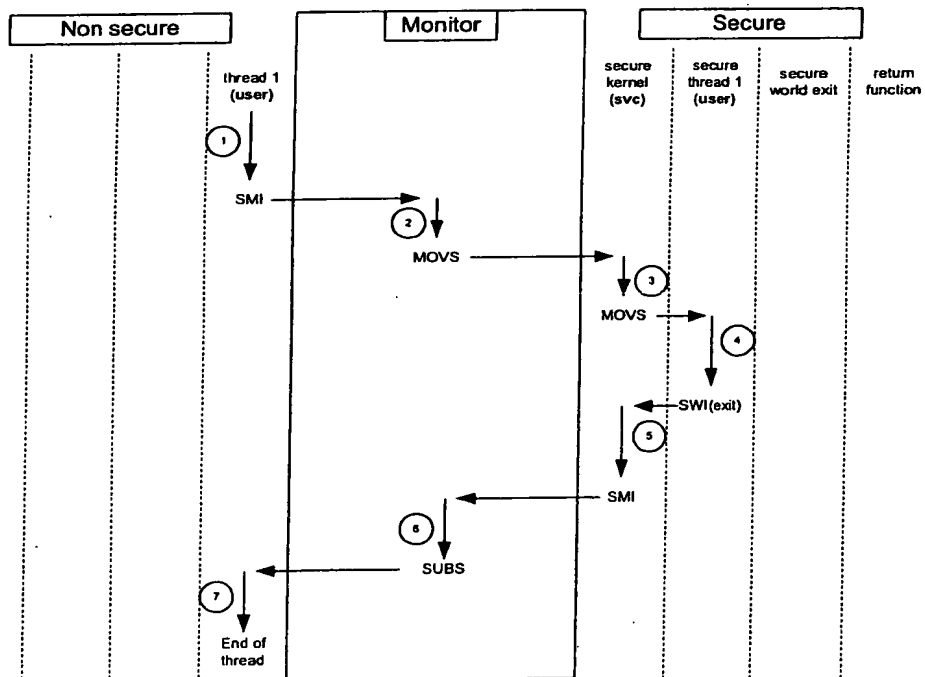 Non secure
Monitor
Secure
thread 1
(user)
secure
kernel
(svc)
secure
thread 1
(user)
secure
world exit
return
function
1
SMI
2
MOVS
3
MOVS
4
SWI(exit)
5
SMI
6
SUBS
7
End of
thread